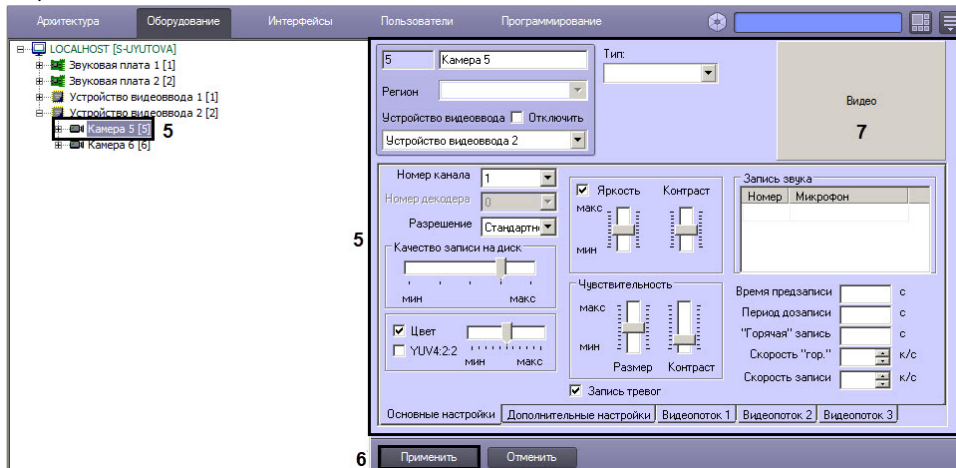 Архитектура Оборудование Интерфейсы Пользователи Программирование
LOCALHOST [S-UYUTOVA]
Звуковая плата 1 [1]
Звуковая плата 2 [2]
Устройство видеоввода 1 [1]
Устройство видеоввода 2 [2]
Камера 5 [5] 5
Камера 6 [6]
5 Камера 5 Тип:
Регион
Устройство видеоввода Отключить
Устройство видеоввода 2
Видео
7
5
Номер канала 1
Номер декодера 0
Разрешение Стандартн
Качество записи на диск
мин макс
Цвет
YUV4:2:2
мин макс
Яркость Контраст
макс
мин
Чувствительность
макс
мин
Размер Контраст
Запись тревог
Запись звука
Номер Микрофон
Время предзаписи с
Период дозаписи с
"Горячая" запись с
Скорость "гор." к/с
Скорость записи к/с
Основные настройки Дополнительные настройки Видеопоток 1 Видеопоток 2 Видеопоток 3
6 Применить Отменить